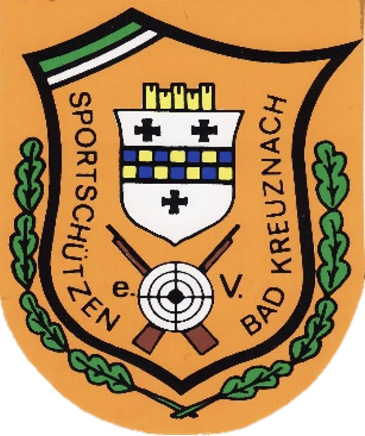 SPORTSCHÜTZEN
e. V.
BAD KREUZNACH